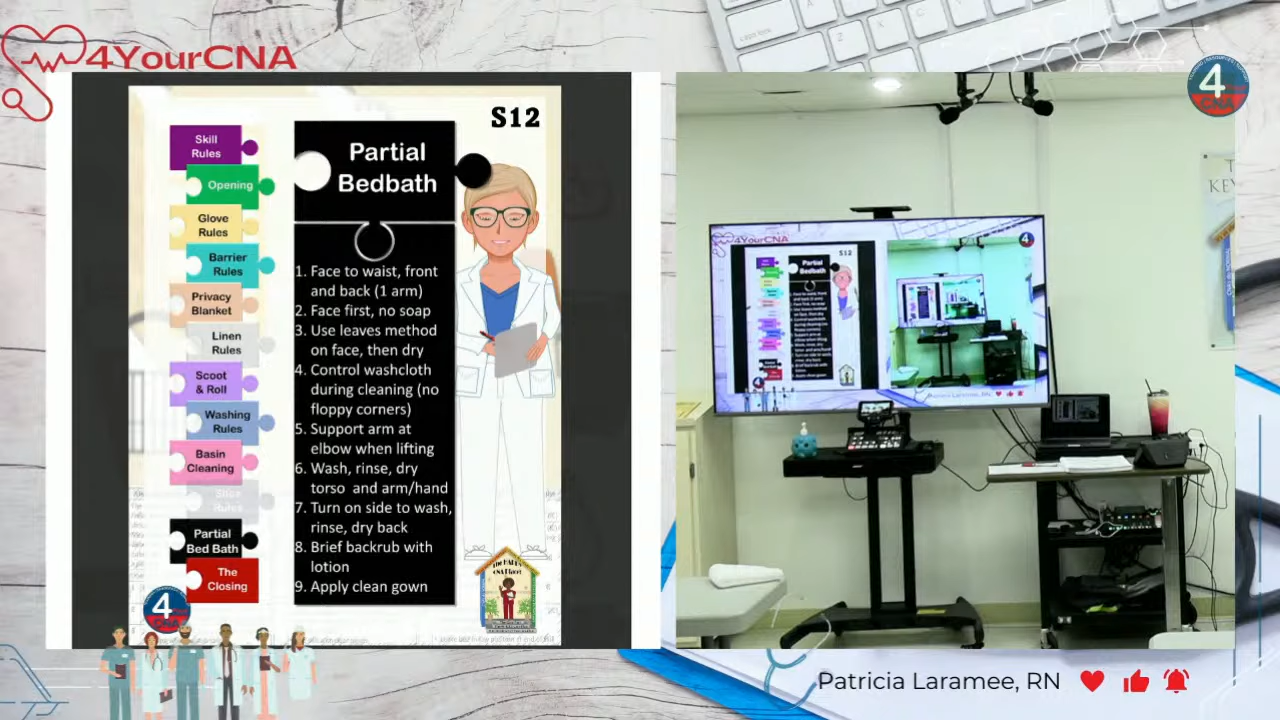 4YourCNA
S12
Skill
Rules
Opening
Glove
Rules
Barrier
Rules
Privacy
Blanket
Linen
Rules
Scoot
& Roll
Washing
Rules
Basin
Cleaning
Rules
Partial
Bed Bath
The
Closing
Partial
Bedbath
1. Face to waist, front
and back (1 arm)
2. Face first, no soap
3. Use leaves method
on face, then dry
4. Control washcloth
during cleaning (no
floppy corners)
5. Support arm at
elbow when lifting
6. Wash, rinse, dry
torso and arm/hand
7. Turn on side to wash,
rinse, dry back
8. Brief backrub with
lotion
9. Apply clean gown
4
CNA
4YourCNA
S12
Partial
Bedbath
KEY
Patricia Laramee, RN